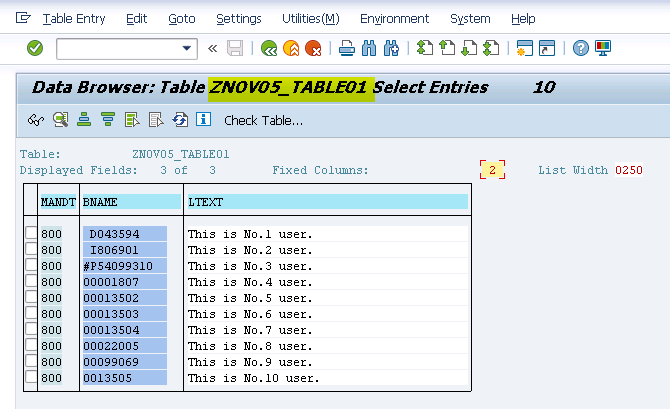 Table Entry Edit Goto Settings Utilities(M) Environment System Help
Data Browser: Table ZNOV05_TABLE01 Select Entries 10
Check Table...
Table: ZNOV05_TABLE01
Displayed Fields: 3 of 3 Fixed Columns: 2 List Width 0250
MANDT BNAME LTEXT
800 D043594 This is No.1 user.
800 I806901 This is No.2 user.
800 #P54099310 This is No.3 user.
800 00001807 This is No.4 user.
800 00013502 This is No.5 user.
800 00013503 This is No.6 user.
800 00013504 This is No.7 user.
800 00022005 This is No.8 user.
800 00099069 This is No.9 user.
800 0013505 This is No.10 user.